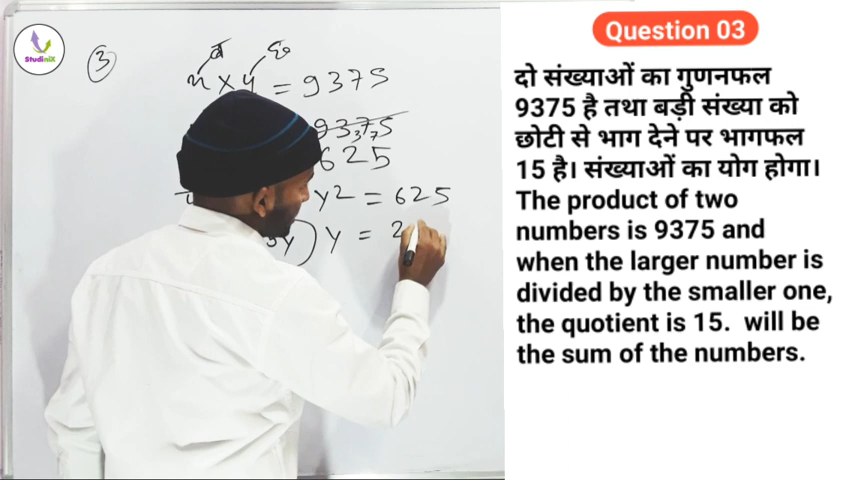 StudiniX
3
x × y = 9375
9375
625
y2 = 625
y) y = 2
Question 03
दो संख्याओं का गुणनफल
9375 है तथा बड़ी संख्या को
छोटी से भाग देने पर भागफल
15 है। संख्याओं का योग होगा।
The product of two
numbers is 9375 and
when the larger number is
divided by the smaller one,
the quotient is 15.  will be
the sum of the numbers.